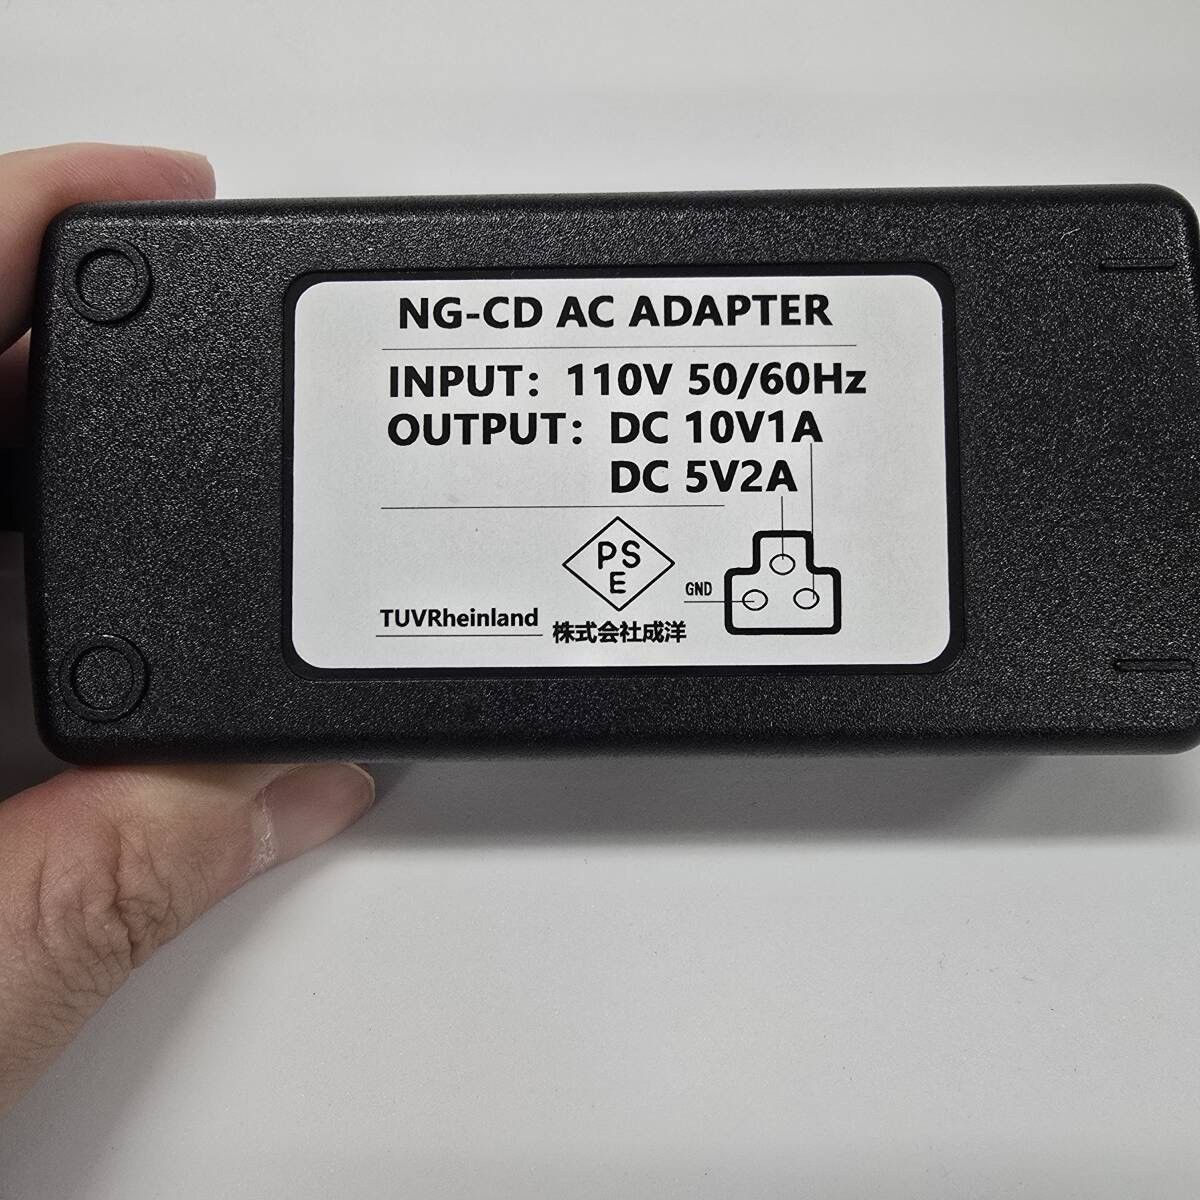 NG-CD AC ADAPTER
INPUT: 110V 50/60Hz
OUTPUT: DC 10V1A
DC 5V2A
PS
E
GND
TUVRheinland
株式会社成洋